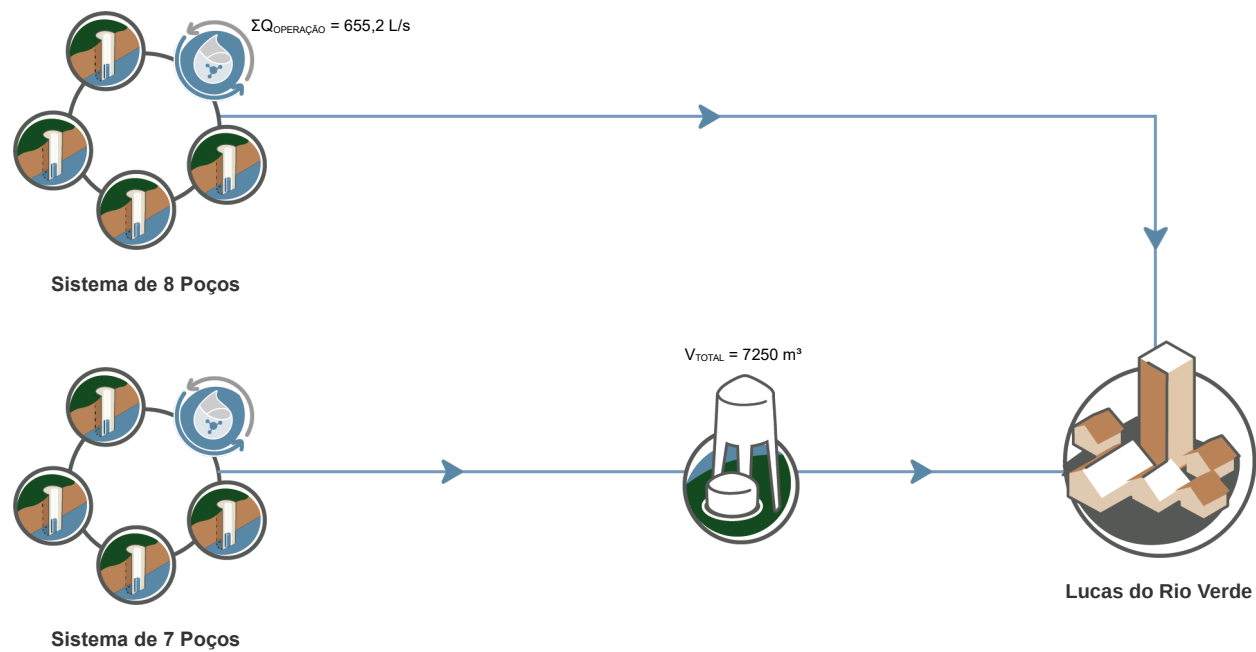 ΣQOPERAÇÃO = 655,2 L/s
Sistema de 8 Poços
VTOTAL = 7250 m³
Lucas do Rio Verde
Sistema de 7 Poços